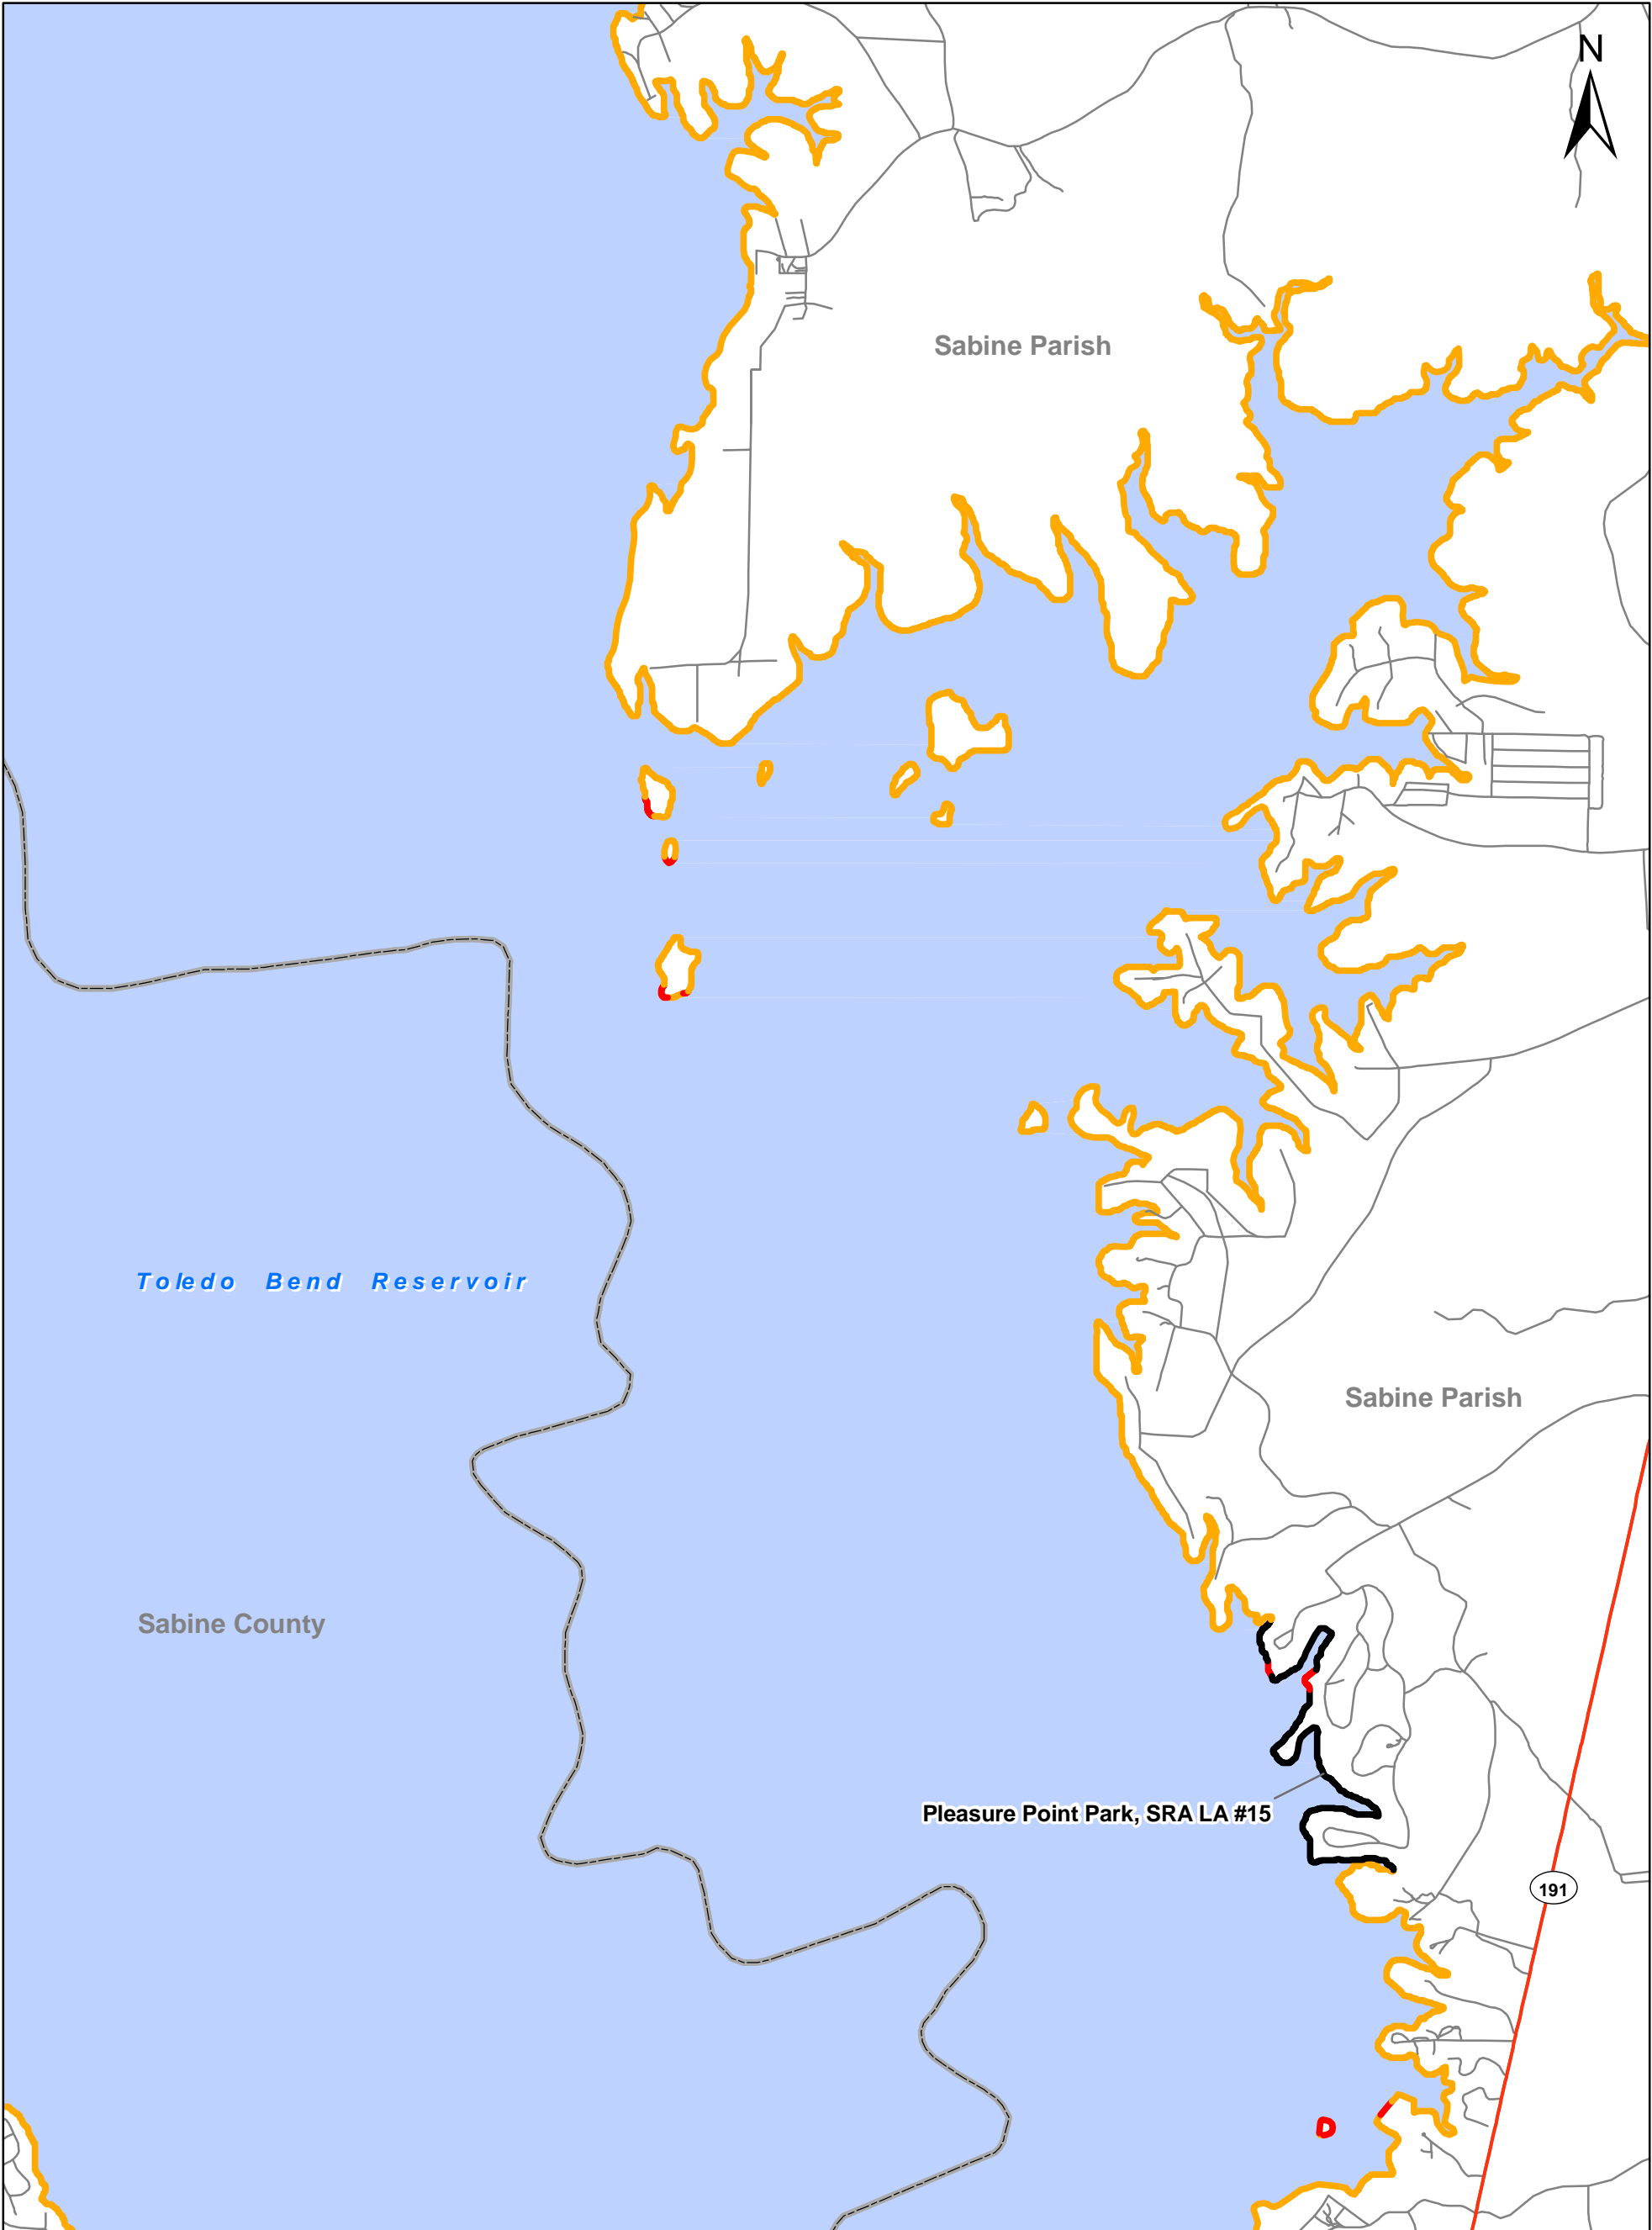 N
Sabine Parish
Toledo Bend Reservoir
Sabine Parish
Sabine County
Pleasure Point Park, SRA LA #15
191